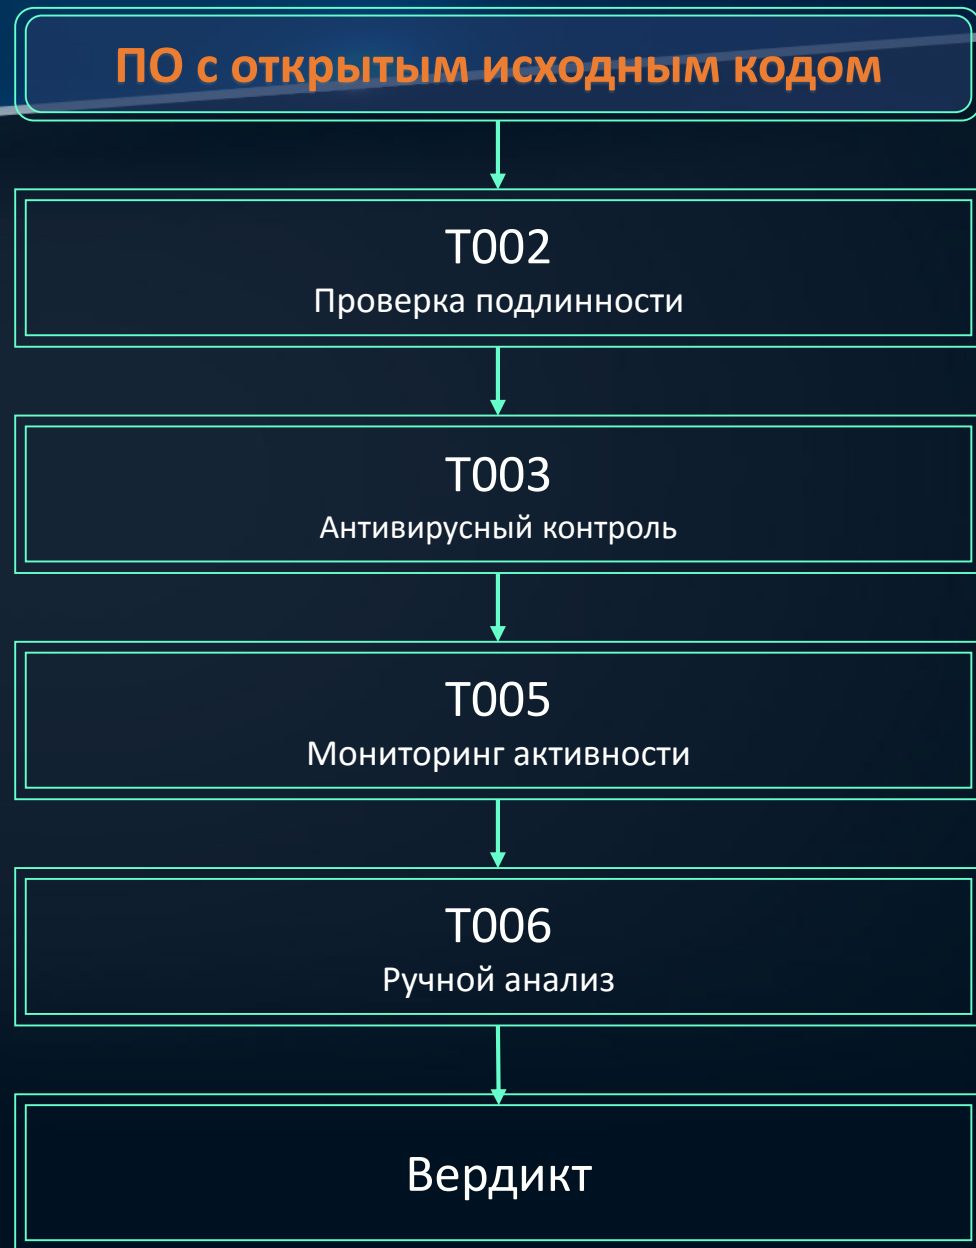 ПО с открытым исходным кодом
T002
Проверка подлинности
T003
Антивирусный контроль
T005
Мониторинг активности
T006
Ручной анализ
Вердикт